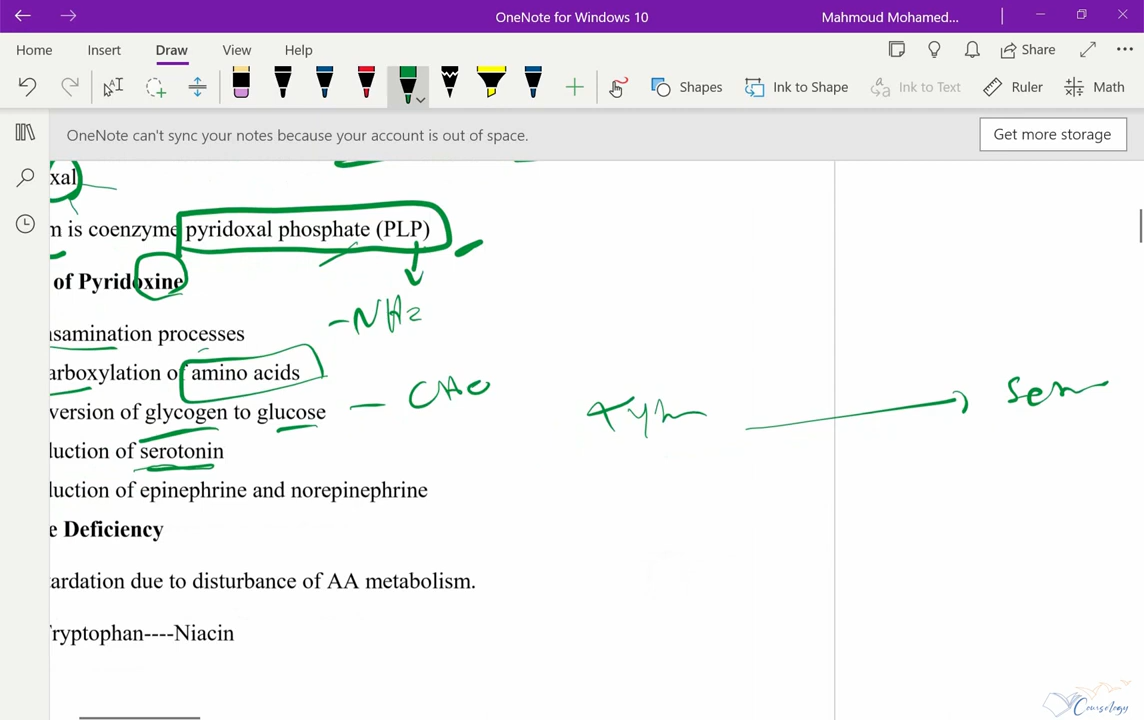 OneNote for Windows 10
Mahmoud Mohamed...
Home Insert Draw View Help Share
Shapes Ink to Shape Ink to Text Ruler Math
OneNote can't sync your notes because your account is out of space. Get more storage
xal
m is coenzyme pyridoxal phosphate (PLP)
of Pyridoxine
-NH2
nsamination processes
arboxylation of amino acids
version of glycogen to glucose - CHO
luction of serotonin
luction of epinephrine and norepinephrine
e Deficiency
ardation due to disturbance of AA metabolism.
Tryptophan----Niacin
Courselogy